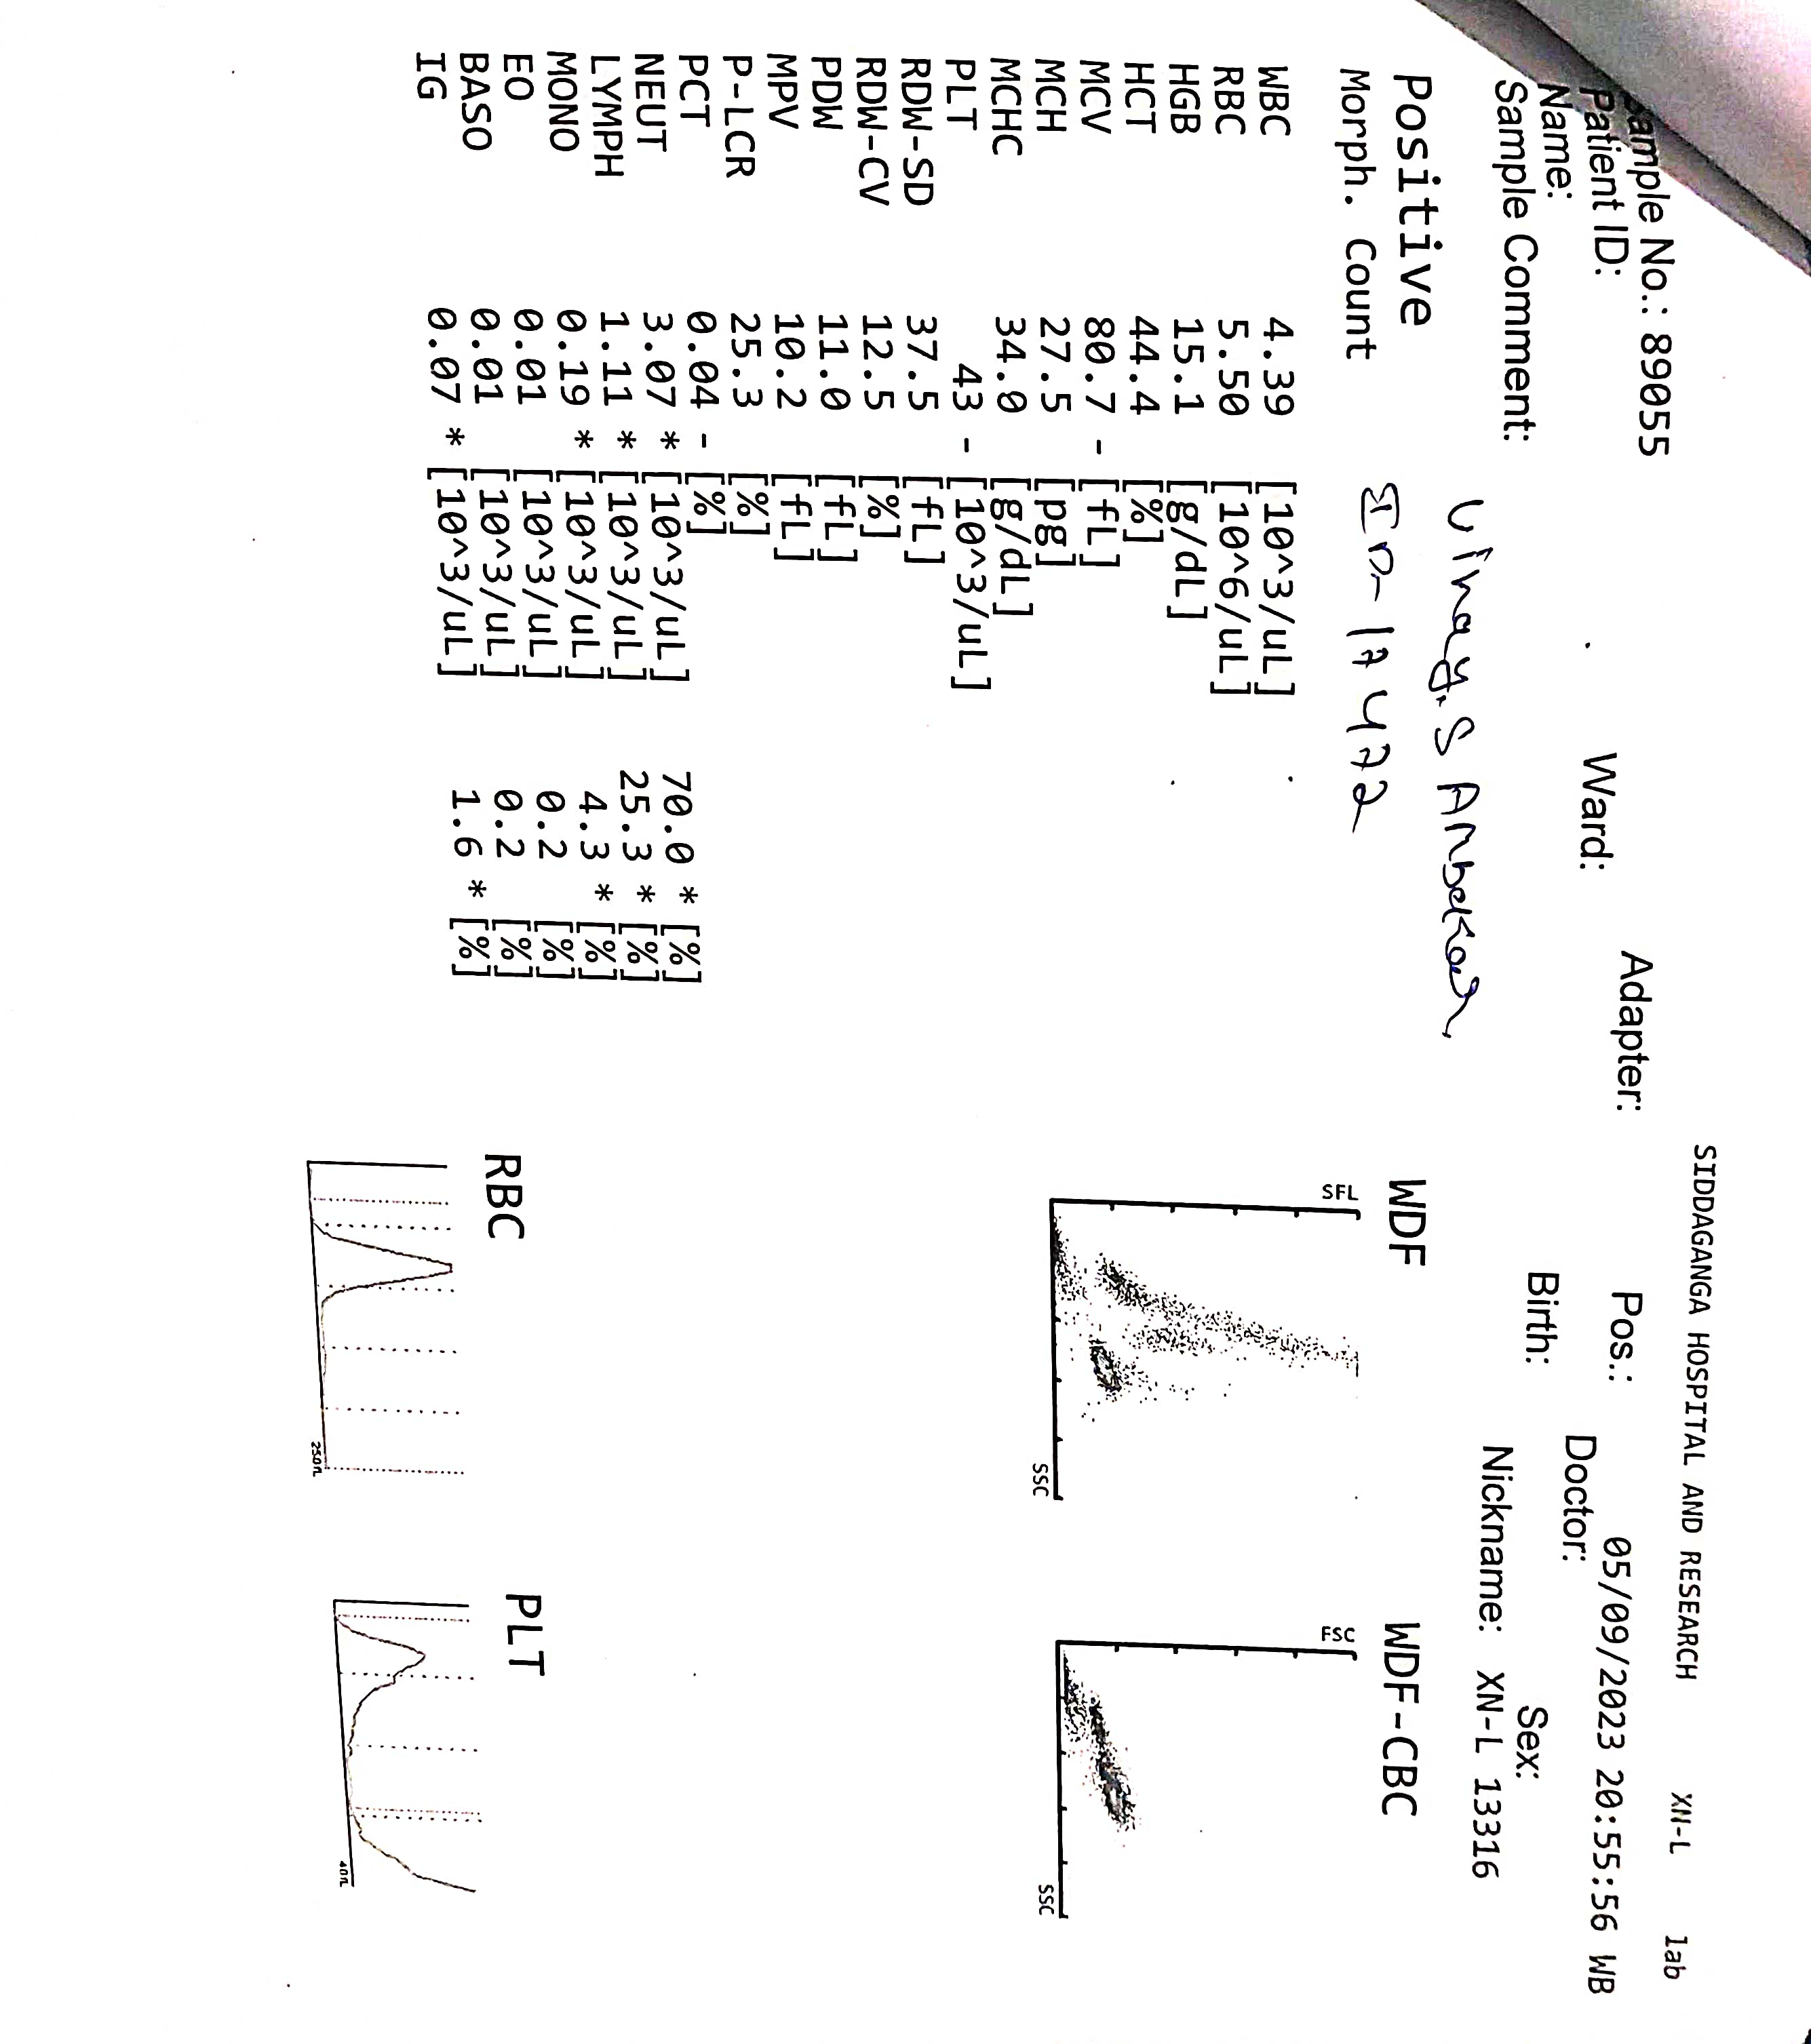 SIDDAGANGA HOSPITAL AND RESEARCH XN-L lab
ample No.: 89055 Adapter: Pos.: 05/09/2023 20:55:56 WB
Patient ID: Ward: Doctor:
Name: Birth: Sex:
Sample Comment: Nickname: XN-L 13316
Vinay.S Ambekar
Positive
Morph. Count IP-17472
WDF WDF-CBC
SFL SSC FSC SSC
WBC 4.39 [10^3/uL]
RBC 5.50 [10^6/uL]
HGB 15.1 [g/dL]
HCT 44.4 [%]
MCV 80.7 - [fL]
MCH 27.5 [pg]
MCHC 34.0 [g/dL]
PLT 43 - [10^3/uL]
RDW-SD 37.5 [fL]
RDW-CV 12.5 [%]
PDW 11.0 [fL]
MPV 10.2 [fL]
P-LCR 25.3 [%]
PCT 0.04 - [%]
NEUT 3.07 * [10^3/uL] 70.0 * [%]
LYMPH 1.11 * [10^3/uL] 25.3 * [%]
MONO 0.19 * [10^3/uL] 4.3 * [%]
EO 0.01 [10^3/uL] 0.2 [%]
BASO 0.01 [10^3/uL] 0.2 [%]
IG 0.07 * [10^3/uL] 1.6 * [%]
RBC PLT
250fL 40fL